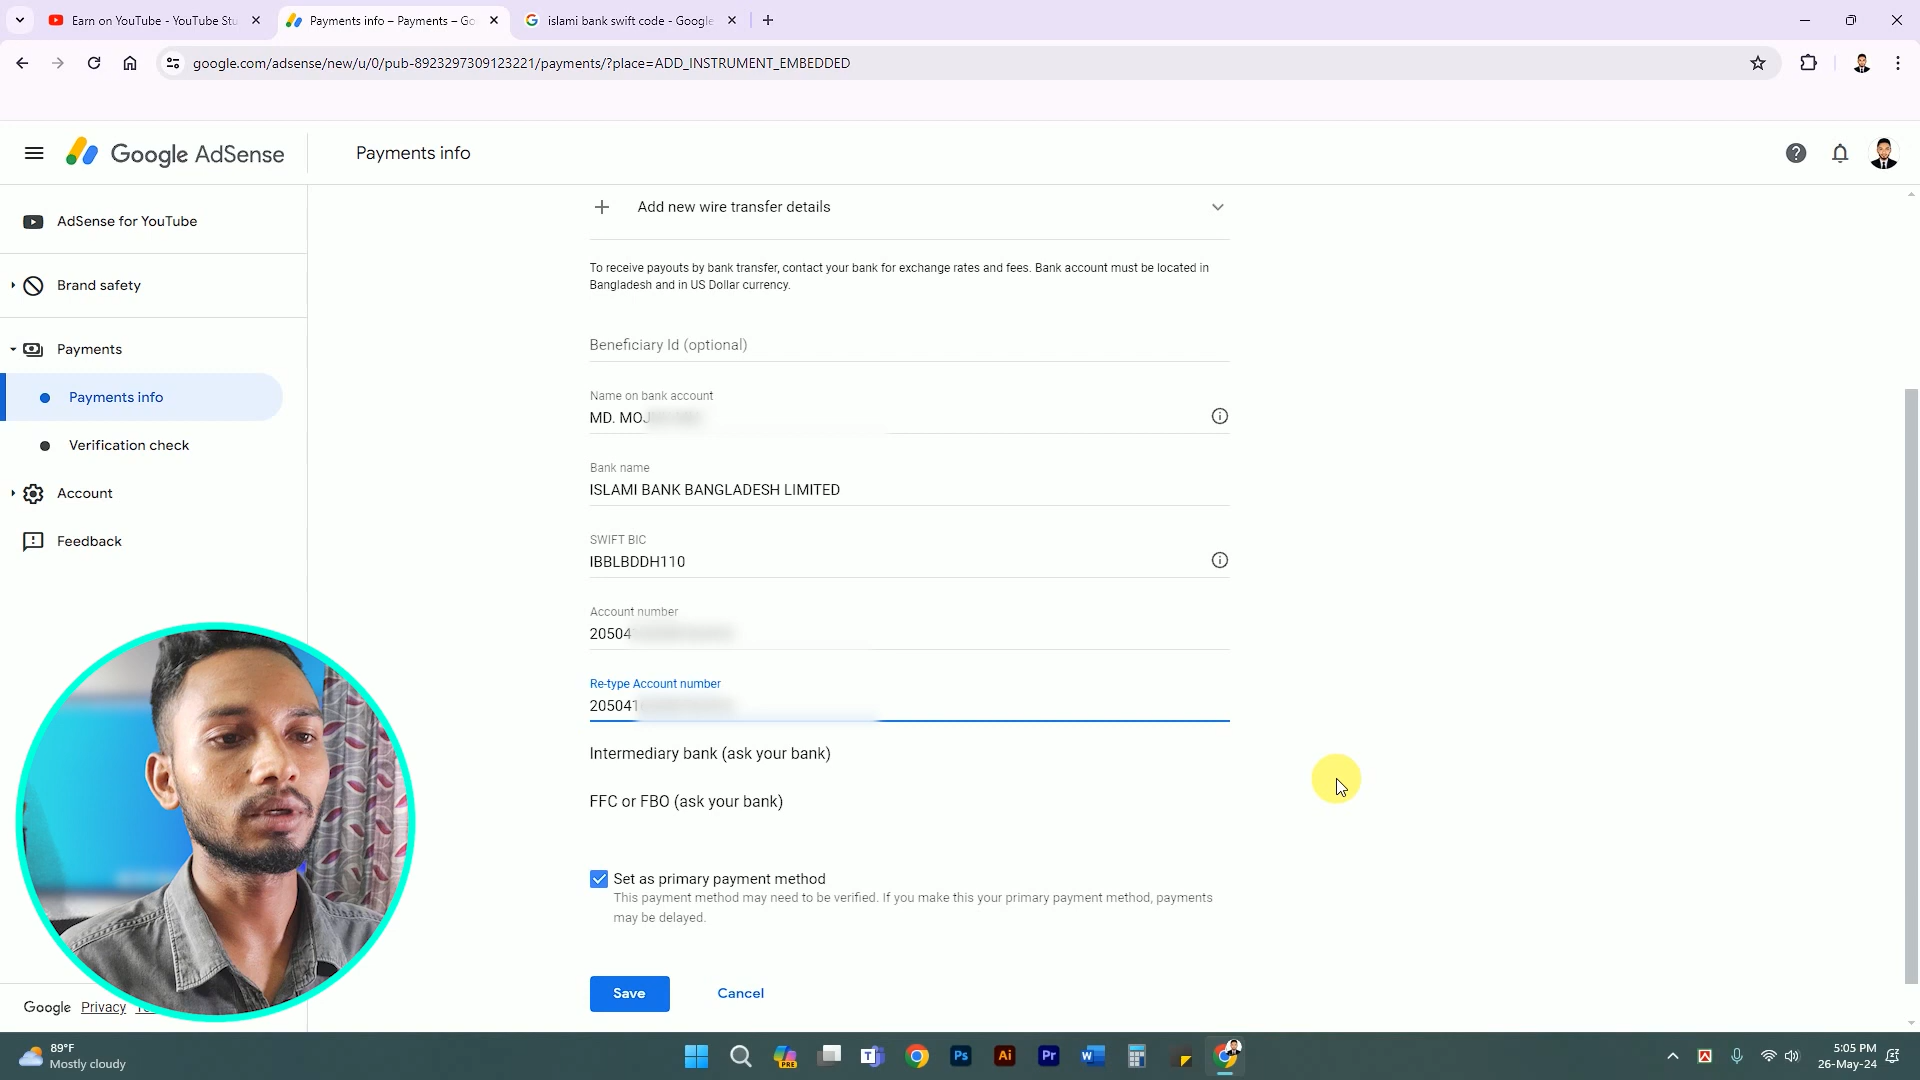 Earn on YouTube - YouTube Stu
Payments info – Payments – Go
islami bank swift code - Google
google.com/adsense/new/u/0/pub-8923297309123221/payments/?place=ADD_INSTRUMENT_EMBEDDED
Google AdSense
Payments info
AdSense for YouTube
Brand safety
Payments
Payments info
Verification check
Account
Feedback
Google Privacy
Add new wire transfer details
To receive payouts by bank transfer, contact your bank for exchange rates and fees. Bank account must be located in
Bangladesh and in US Dollar currency.
Beneficiary Id (optional)
Name on bank account
MD. MOJ
Bank name
ISLAMI BANK BANGLADESH LIMITED
SWIFT BIC
IBBLBDDH110
Account number
20504
Re-type Account number
205041
Intermediary bank (ask your bank)
FFC or FBO (ask your bank)
Set as primary payment method
This payment method may need to be verified. If you make this your primary payment method, payments
may be delayed.
Save
Cancel
89°F
Mostly cloudy
PRE
Ps
Ai
Pr
W
5:05 PM
26-May-24